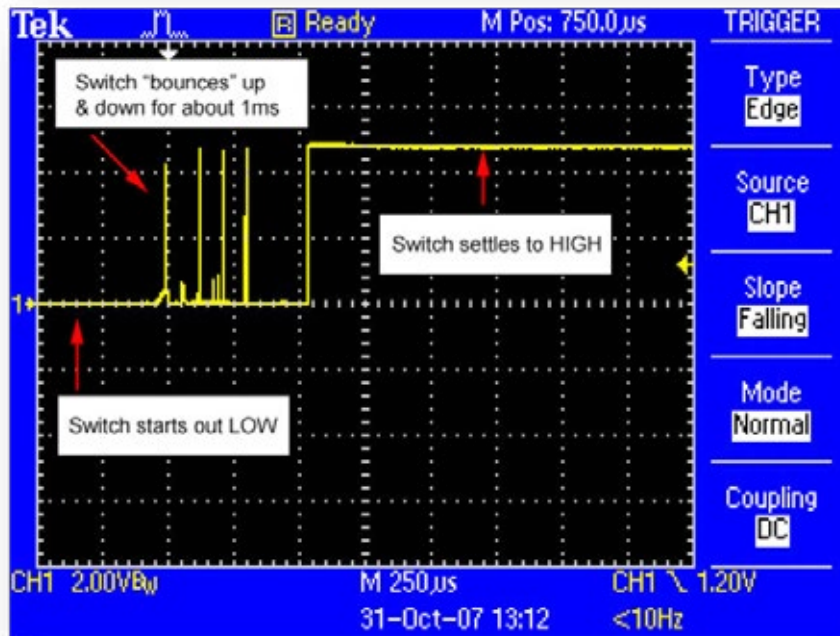 Tek R Ready M Pos: 750.0µs TRIGGER
Switch "bounces" up
& down for about 1ms
Type
Edge
Source
CH1
Switch settles to HIGH
1
Slope
Falling
Switch starts out LOW
Mode
Normal
Coupling
DC
CH1 2.00VBW M 250µs CH1 1.20V
31-Oct-07 13:12 <10Hz